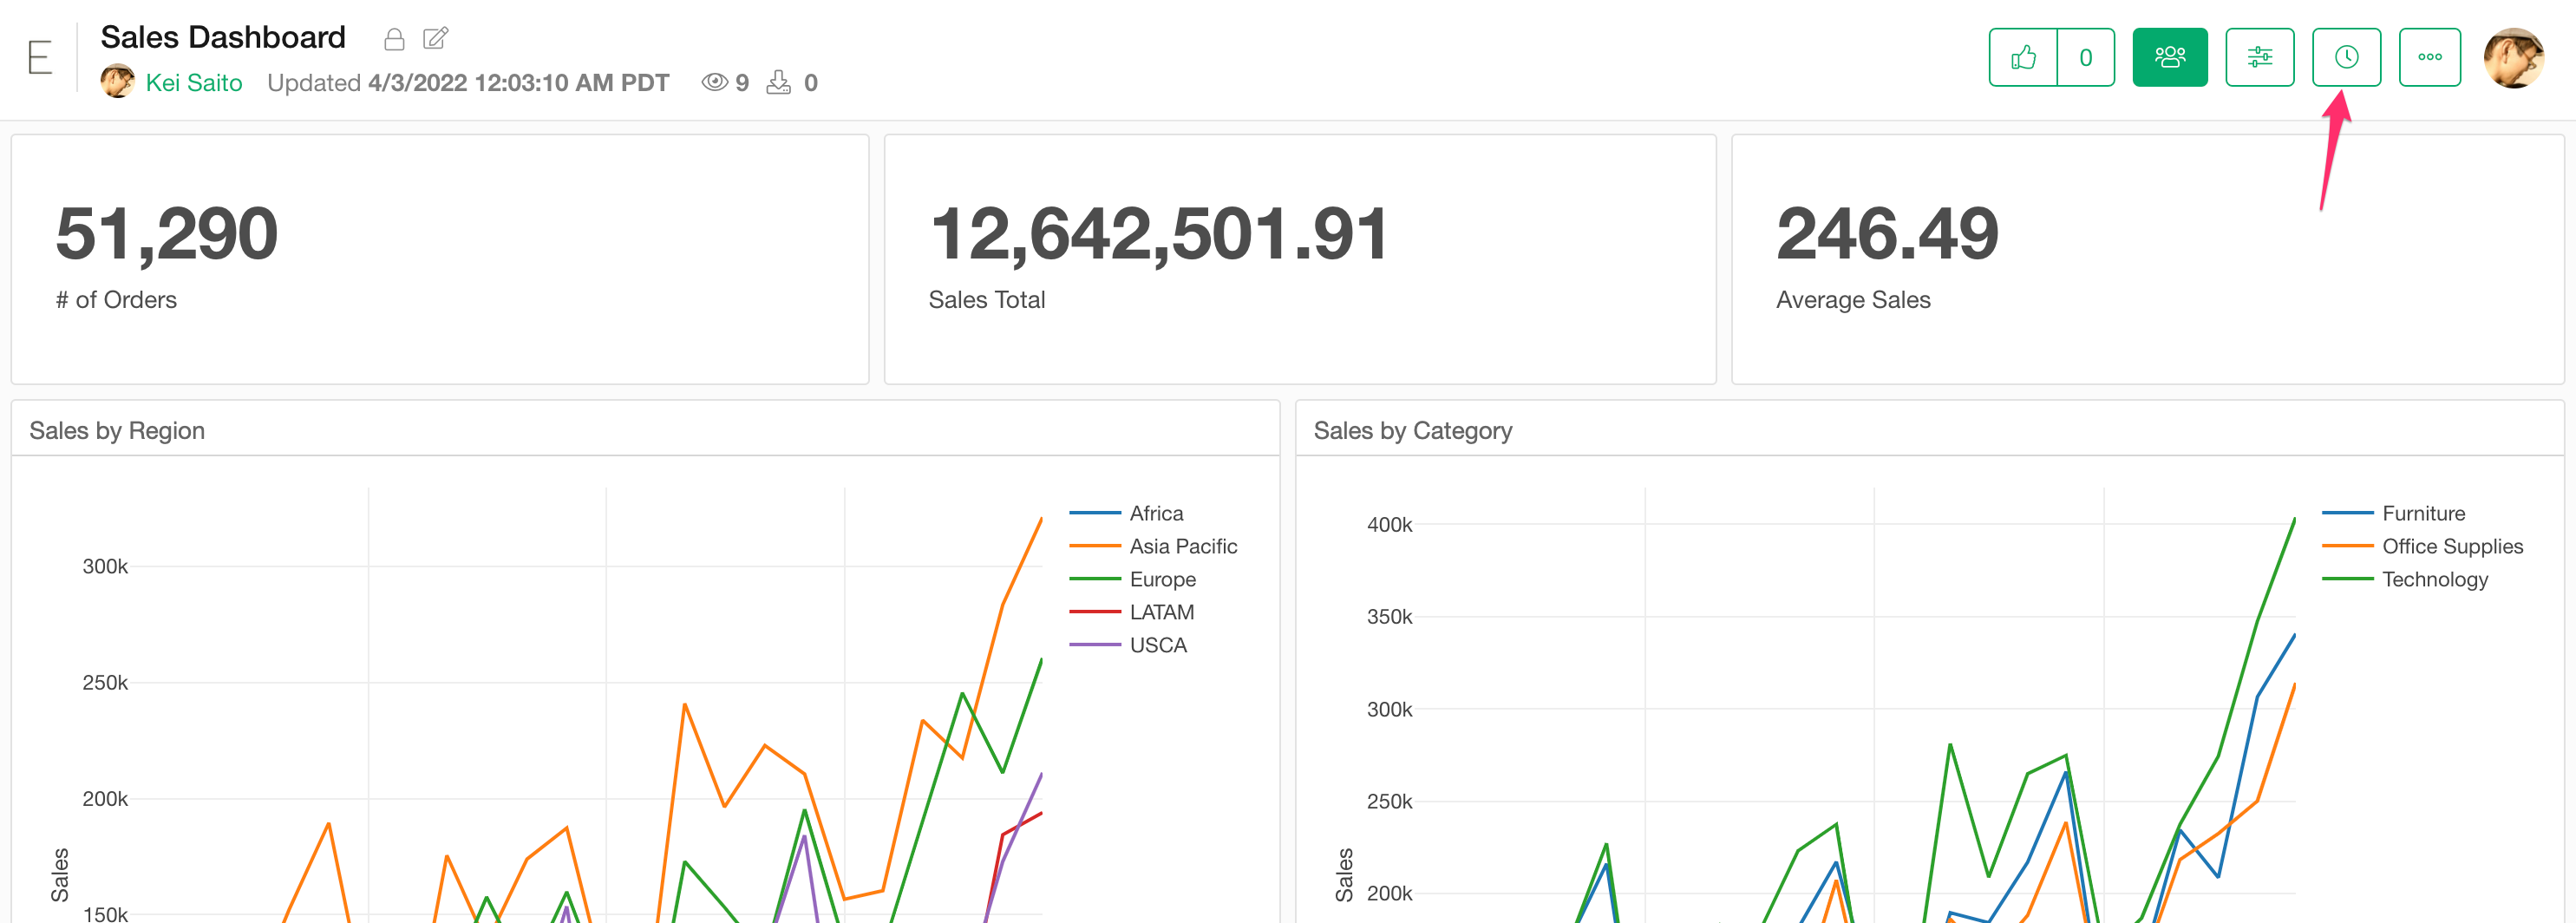 E
Sales Dashboard
Kei Saito Updated 4/3/2022 12:03:10 AM PDT 9 0
0
51,290
# of Orders
12,642,501.91
Sales Total
246.49
Average Sales
Sales by Region
300k
250k
200k
150k
Sales
Africa
Asia Pacific
Europe
LATAM
USCA
Sales by Category
400k
350k
300k
250k
200k
Sales
Furniture
Office Supplies
Technology